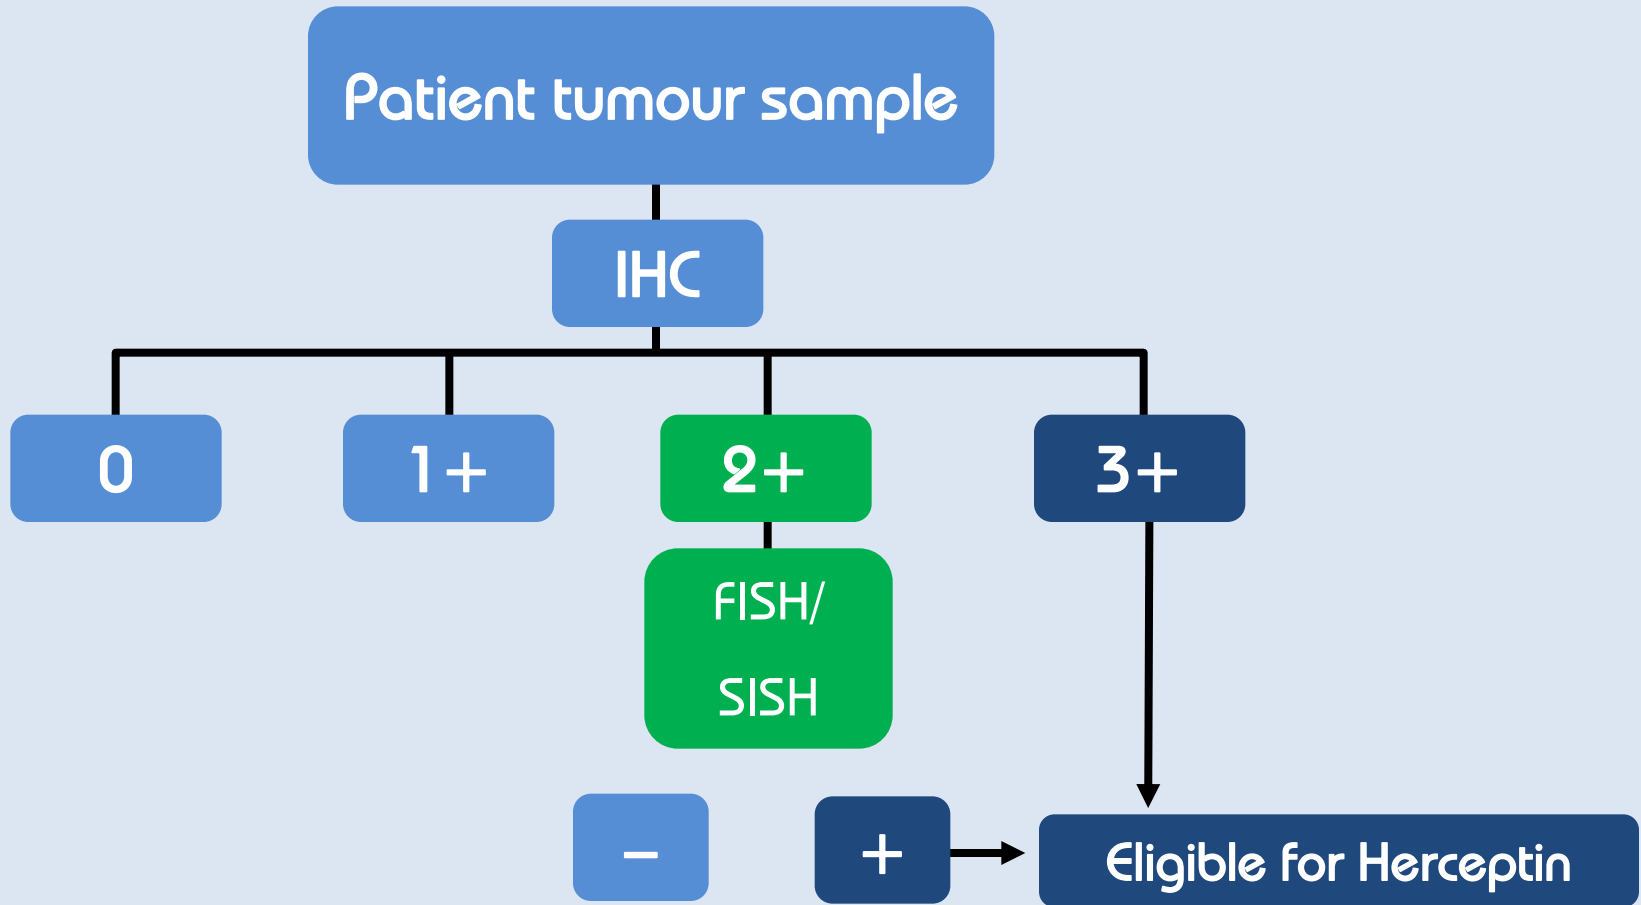 Patient tumour sample
IHC
0
1+
2+
3+
FISH/
SISH
–
+
Eligible for Herceptin